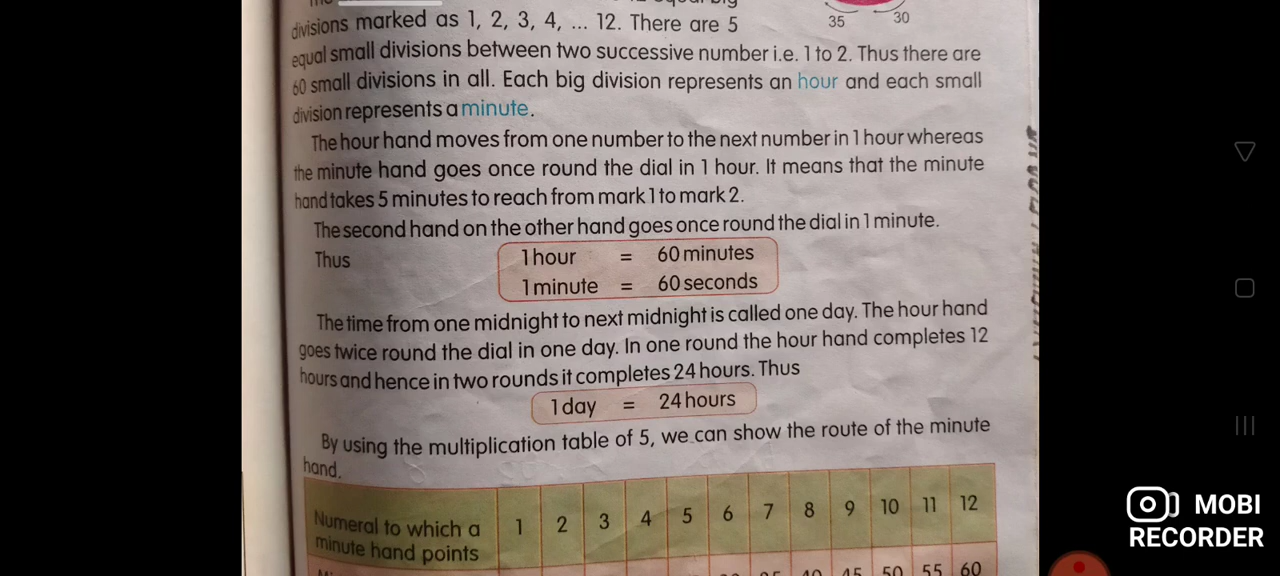 35 30
divisions marked as 1, 2, 3, 4, ... 12. There are 5
equal small divisions between two successive number i.e. 1 to 2. Thus there are
60 small divisions in all. Each big division represents an hour and each small
division represents a minute.
The hour hand moves from one number to the next number in 1 hour whereas
the minute hand goes once round the dial in 1 hour. It means that the minute
hand takes 5 minutes to reach from mark 1 to mark 2.
The second hand on the other hand goes once round the dial in 1 minute.
Thus 1 hour = 60 minutes
1 minute = 60 seconds
The time from one midnight to next midnight is called one day. The hour hand
goes twice round the dial in one day. In one round the hour hand completes 12
hours and hence in two rounds it completes 24 hours. Thus
1 day = 24 hours
By using the multiplication table of 5, we can show the route of the minute
hand.
Numeral to which a
minute hand points 1 2 3 4 5 6 7 8 9 10 11 12
40 45 50 55 60
MOBI
RECORDER